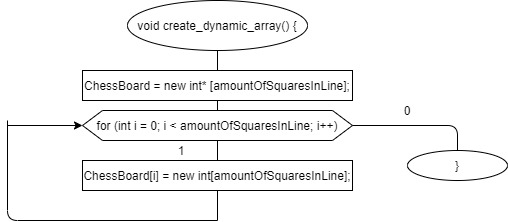 void create_dynamic_array() {
ChessBoard = new int* [amountOfSquaresInLine];
for (int i = 0; i < amountOfSquaresInLine; i++)
0
1
ChessBoard[i] = new int[amountOfSquaresInLine];
}